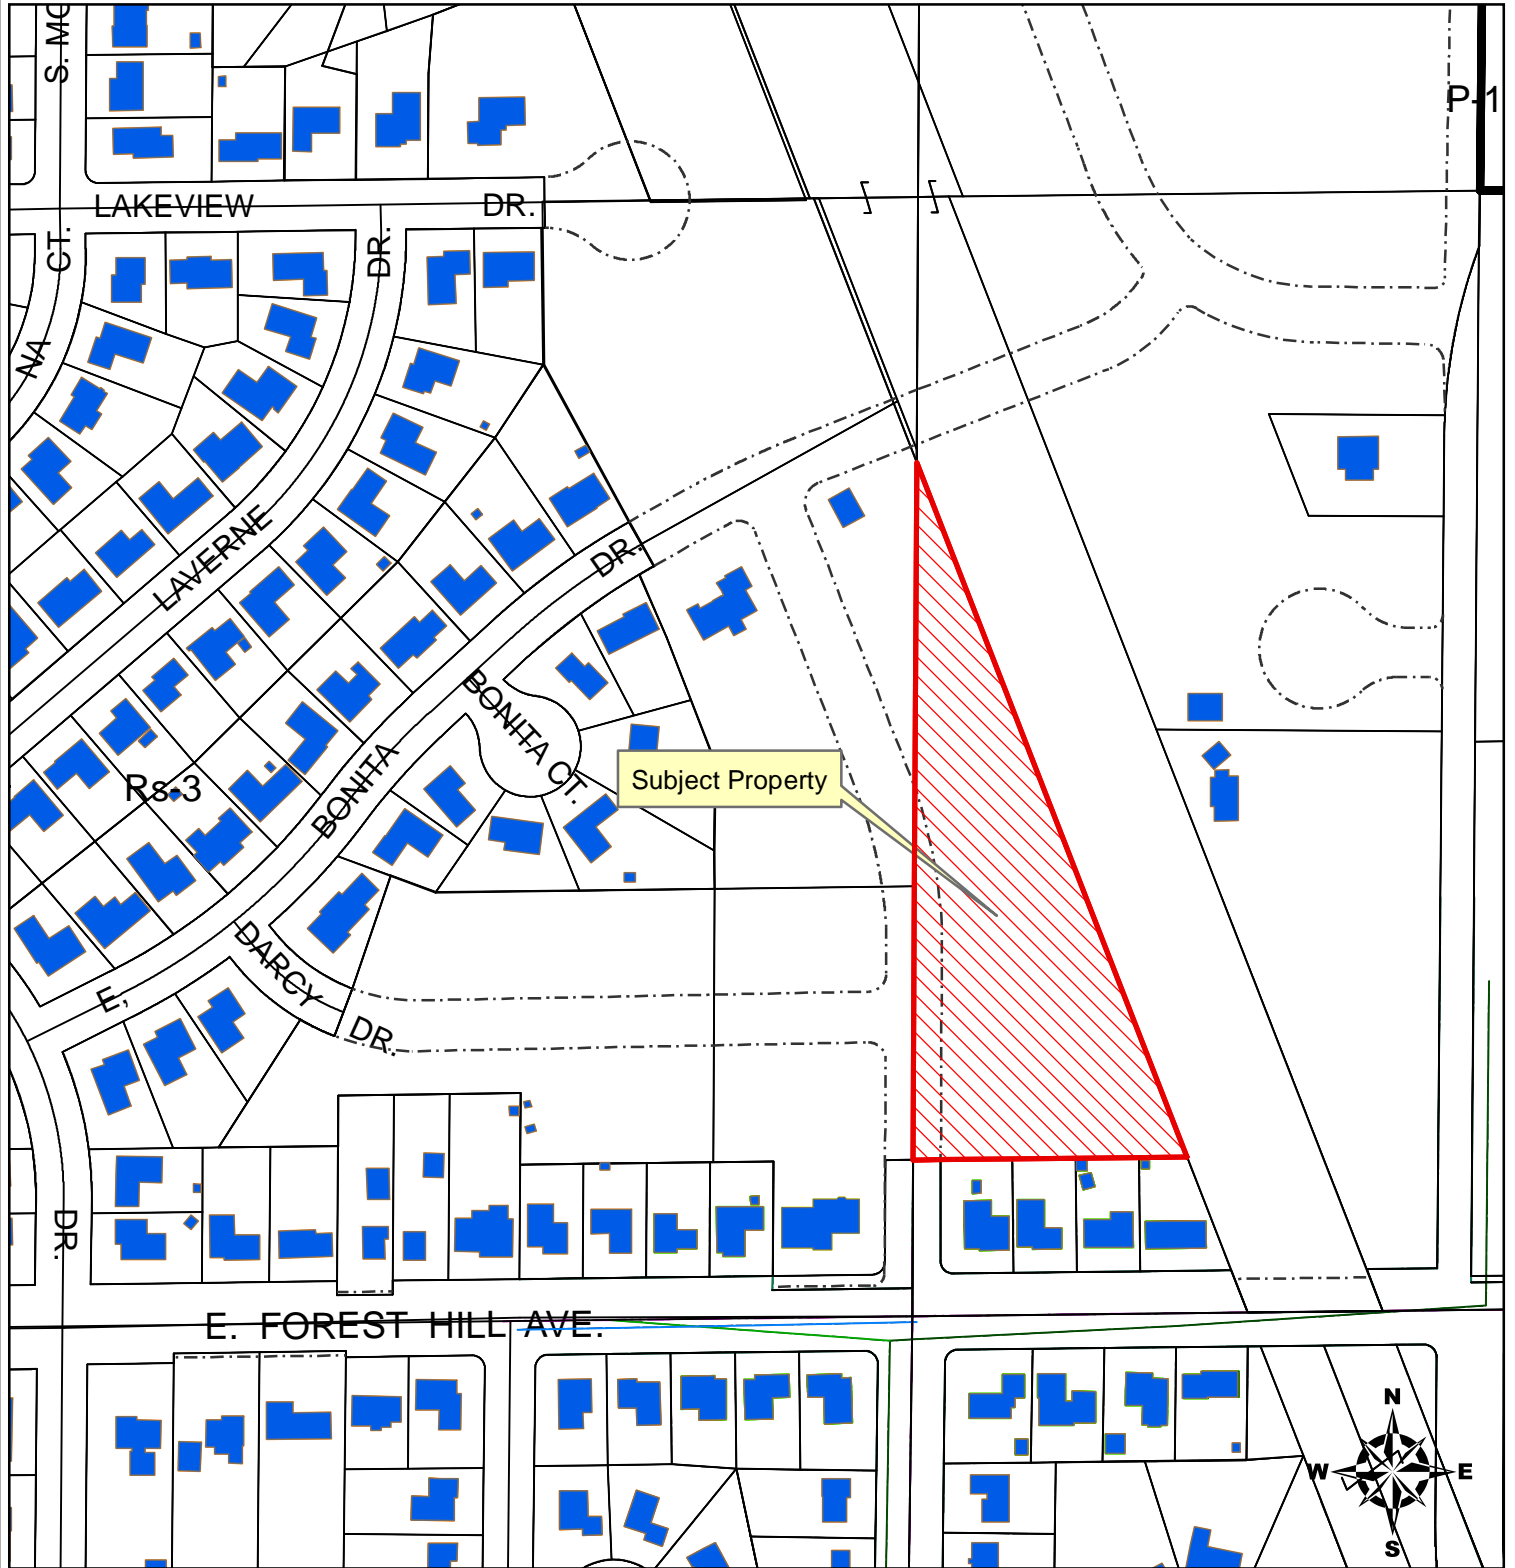 S. MO
P-1
LAKEVIEW DR.
CT.
DR.
NA
LAVERNE
DR.
BONITA CT.
Subject Property
Rs-3
BONITA
DARCY
E.
DR.
DR.
E. FOREST HILL AVE.
N
W E
S